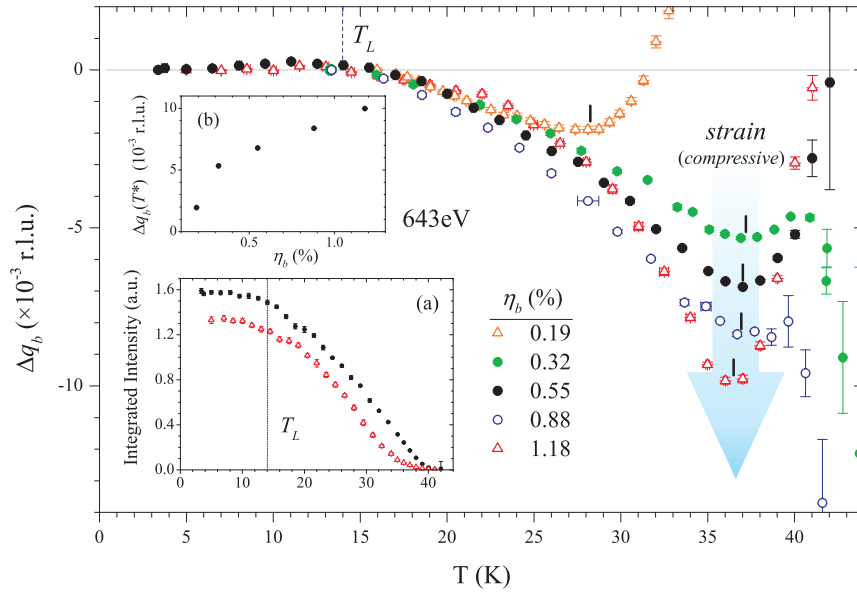 T_L
0
-5
-10
Δq_b (×10⁻³ r.l.u.)
0 5 10 15 20 25 30 35 40 45
T (K)
(b)
10
5
0
Δq_b(T*) (10⁻³ r.l.u.)
0.5 1.0
η_b (%)
643eV
strain
(compressive)
(a)
1.6
1.2
0.8
0.4
0.0
Integrated Intensity (a.u.)
T_L
0 10 20 30 40
η_b (%)
0.19
0.32
0.55
0.88
1.18